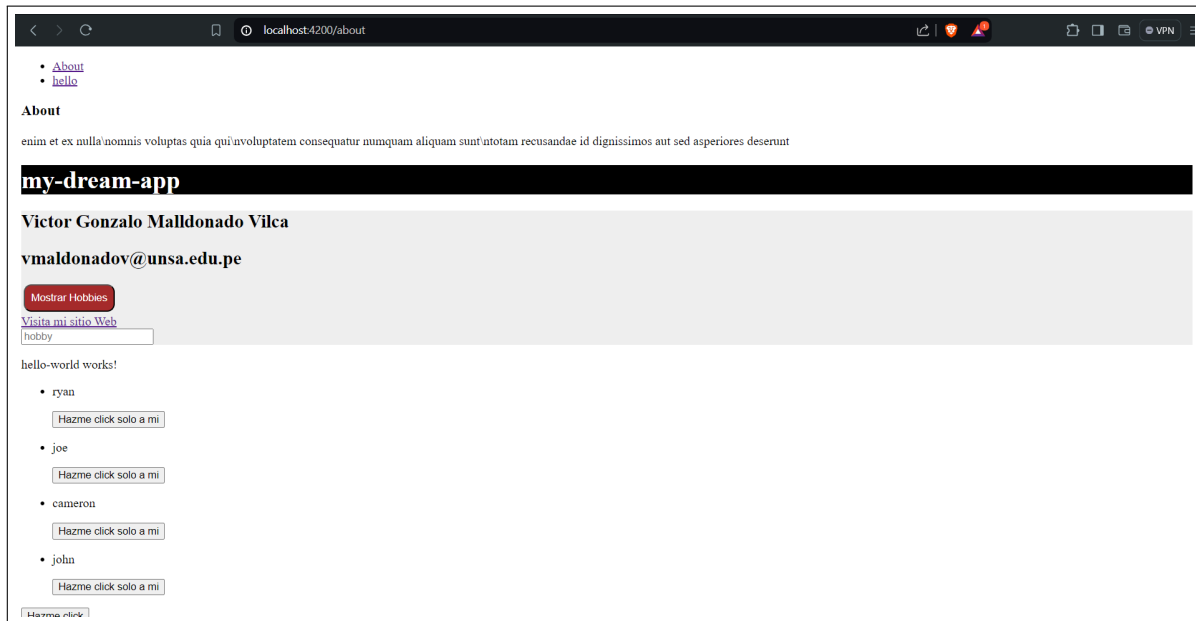 localhost:4200/about
1
VPN
About
hello
About
enim et ex nulla\nomnis voluptas quia qui\nvoluptatem consequatur numquam aliquam sunt\ntotam recusandae id dignissimos aut sed asperiores deserunt
my-dream-app
Victor Gonzalo Malldonado Vilca
vmaldonadov@unsa.edu.pe
Mostrar Hobbies
Visita mi sitio Web
hobby
hello-world works!
ryan
Hazme click solo a mi
joe
Hazme click solo a mi
cameron
Hazme click solo a mi
john
Hazme click solo a mi
Hazme click